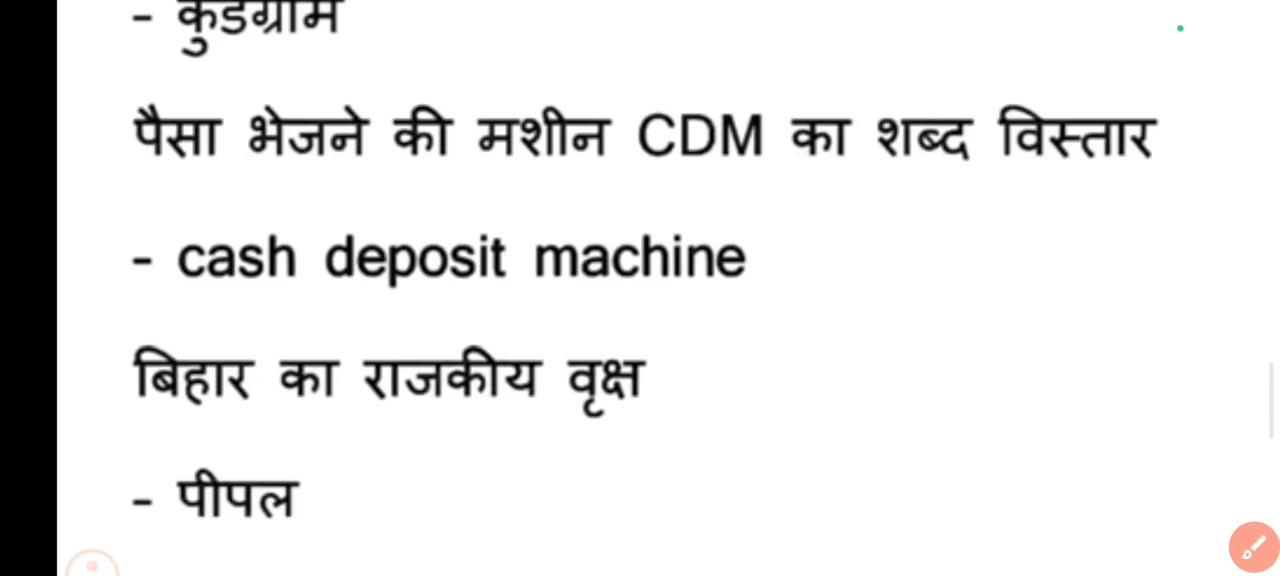 - कुंडग्राम
पैसा भेजने की मशीन CDM का शब्द विस्तार
- cash deposit machine
बिहार का राजकीय वृक्ष
- पीपल